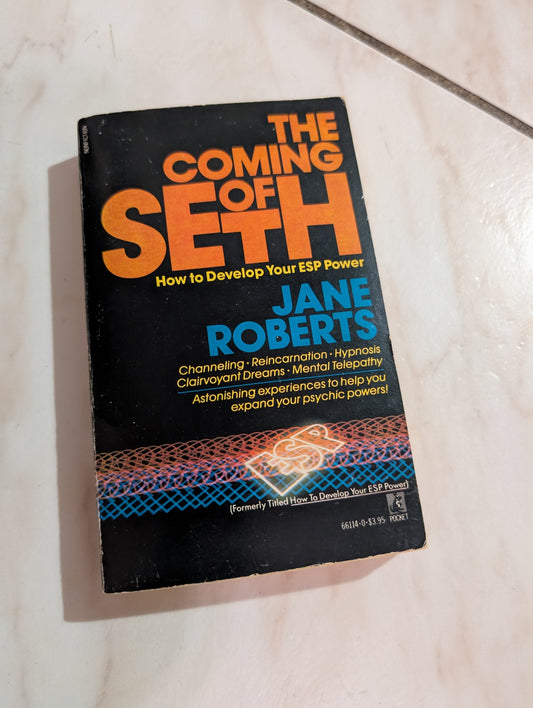 NONFICTION
THE
COMING
OF
SETH
How to Develop Your ESP Power
JANE
ROBERTS
Channeling • Reincarnation • Hypnosis
Clairvoyant Dreams • Mental Telepathy
Astonishing experiences to help you
expand your psychic powers!
ESP
(Formerly Titled How To Develop Your ESP Power)
66114-0•$3.95 POCKET